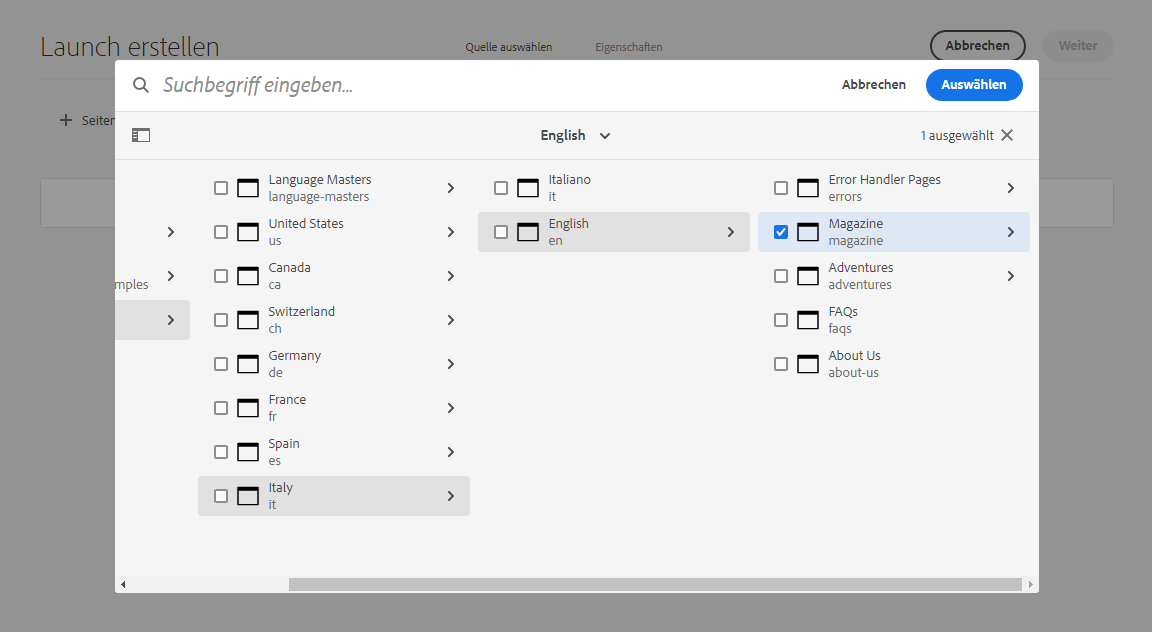 Launch erstellen
Quelle auswählen
Eigenschaften
Abbrechen
Weiter
Suchbegriff eingeben...
Abbrechen
Auswählen
English
1 ausgewählt
Language Masters
language-masters
United States
us
Canada
ca
Switzerland
ch
Germany
de
France
fr
Spain
es
Italy
it
Italiano
it
English
en
Error Handler Pages
errors
Magazine
magazine
Adventures
adventures
FAQs
faqs
About Us
about-us